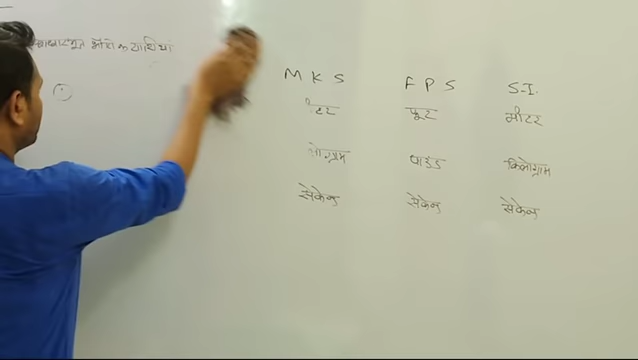 भौतिक राशियां
M K S F P S S.I.
टर फूट मीटर
लोग्राम पाउंड किलोग्राम
सेकेन्ड सेकेन्ड सेकेन्ड